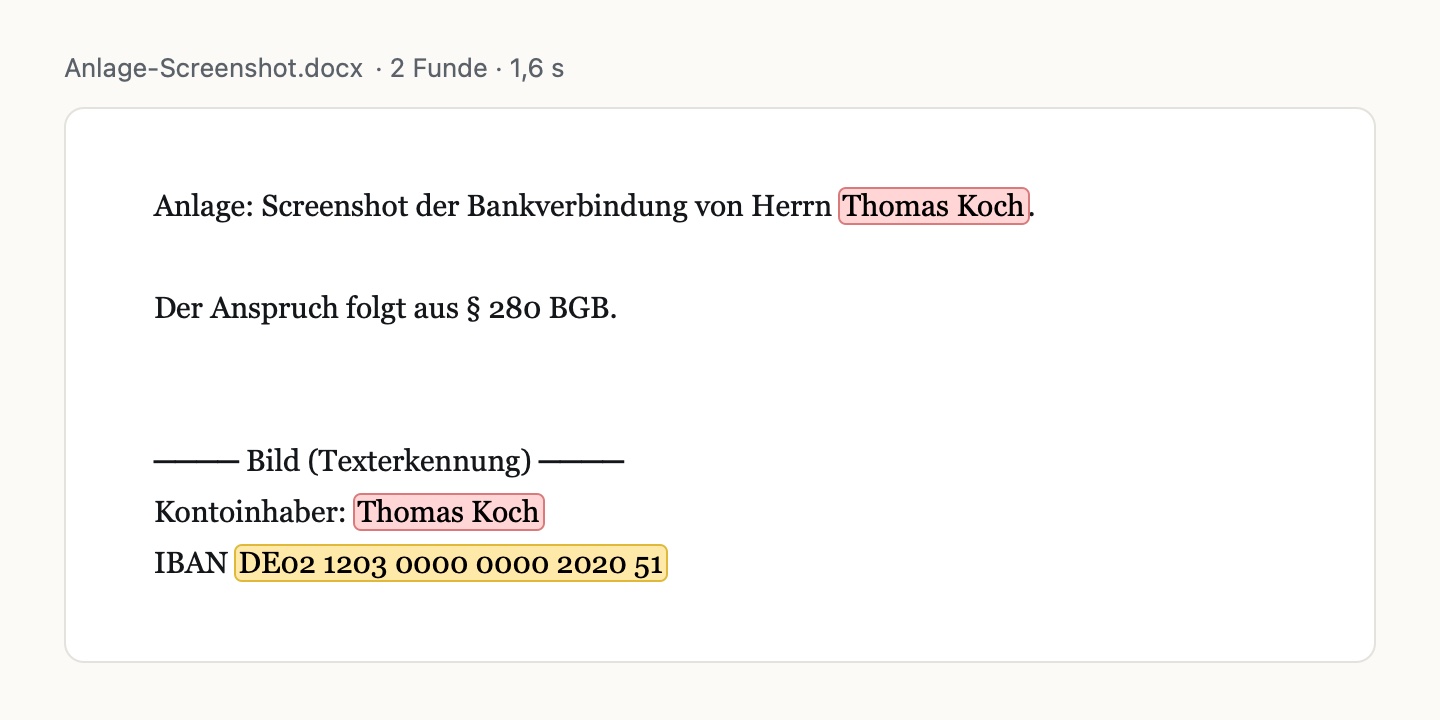 Anlage-Screenshot.docx · 2 Funde · 1,6 s
Anlage: Screenshot der Bankverbindung von Herrn Thomas Koch.
Der Anspruch folgt aus § 280 BGB.
——— Bild (Texterkennung) ———
Kontoinhaber: Thomas Koch
IBAN DE02 1203 0000 0000 2020 51